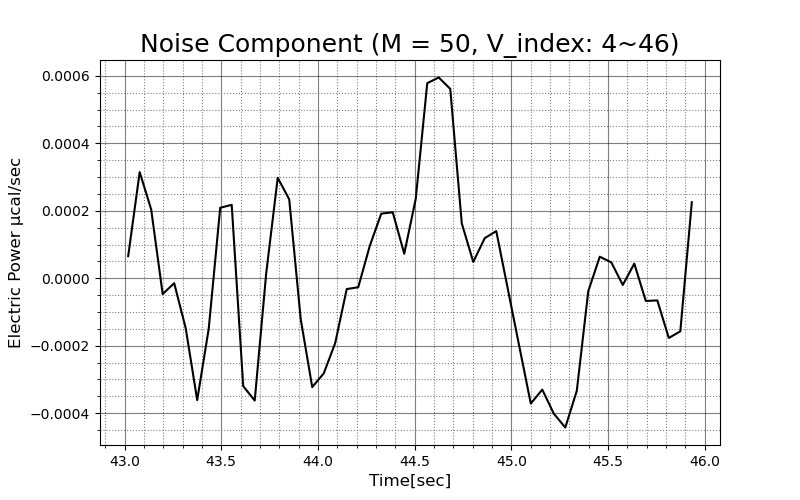 Noise Component (M = 50, V_index: 4~46)
Electric Power μcal/sec
0.0006
0.0004
0.0002
0.0000
−0.0002
−0.0004
43.0 43.5 44.0 44.5 45.0 45.5 46.0
Time[sec]